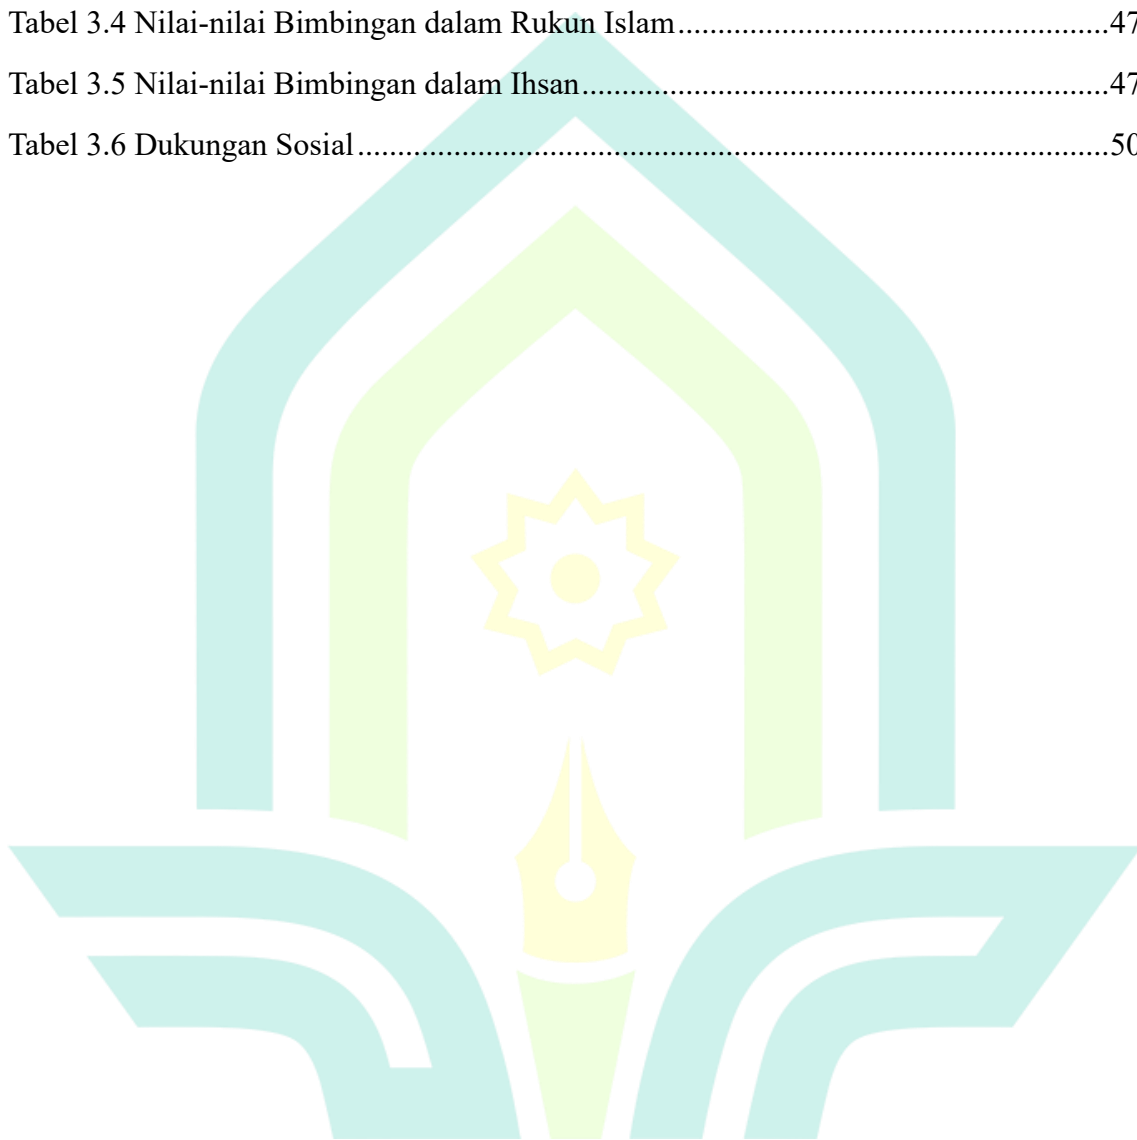 Tabel 3.4 Nilai-nilai Bimbingan dalam Rukun Islam.....................................................47
Tabel 3.5 Nilai-nilai Bimbingan dalam Ihsan.................................................................47
Tabel 3.6 Dukungan Sosial............................................................................................50